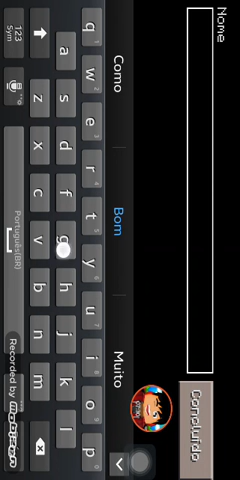 Nome
Concluído
Como Bom Muito
q w e r t y u i o p
a s d f g h j k l
z x c v b n m
123
Sym
Português(BR)
Recorded by